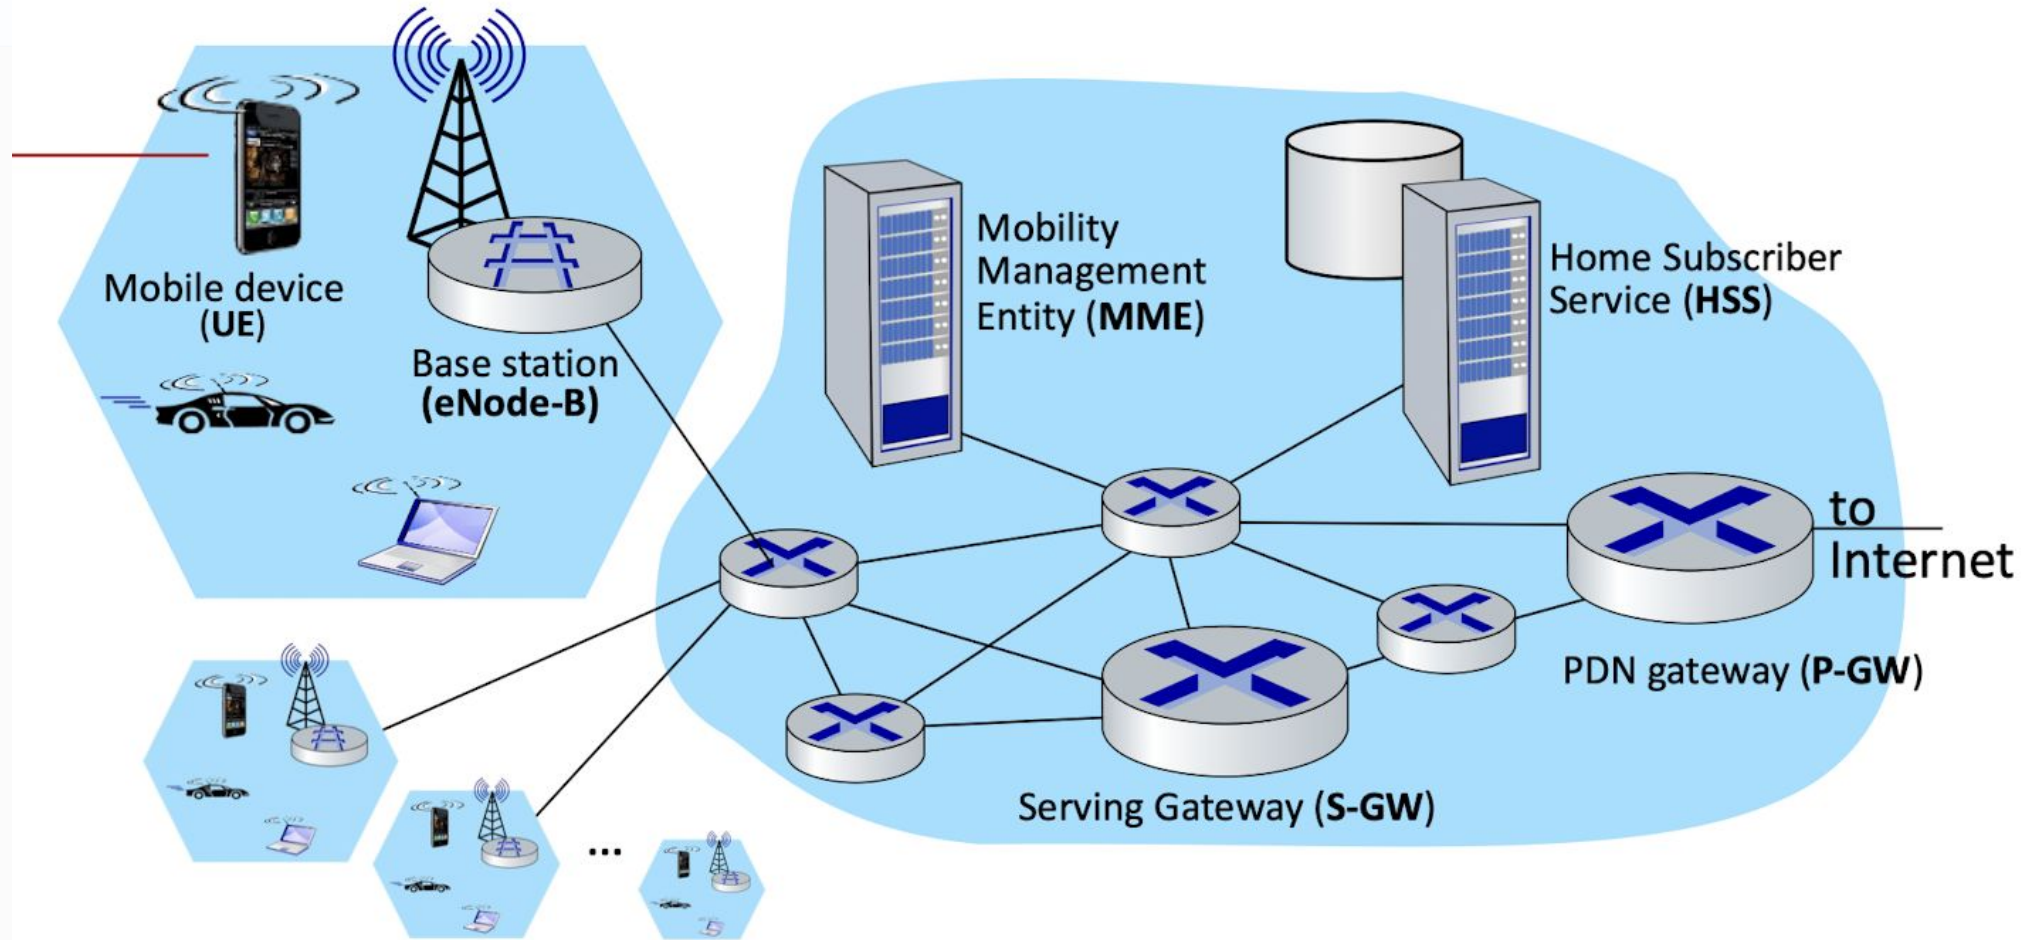 Mobile device
(UE)
Base station
(eNode-B)
Mobility
Management
Entity (MME)
Home Subscriber
Service (HSS)
to
Internet
PDN gateway (P-GW)
Serving Gateway (S-GW)
...